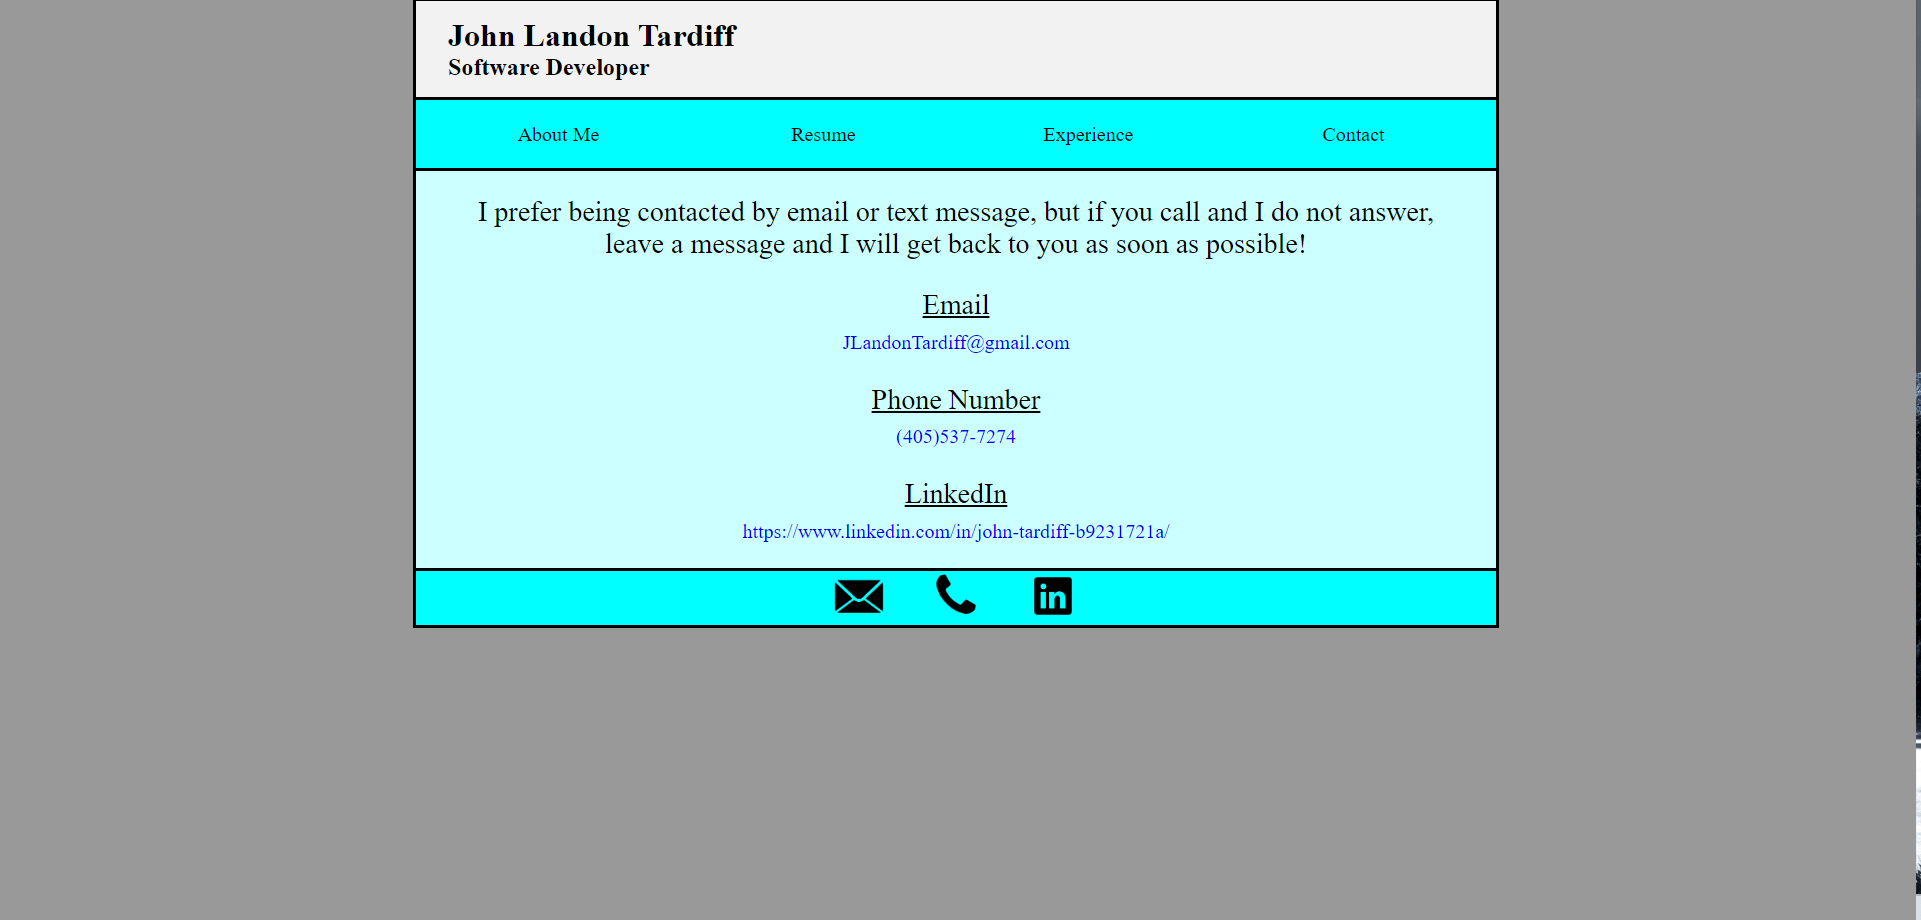 John Landon Tardiff
Software Developer
About Me
Resume
Experience
Contact
I prefer being contacted by email or text message, but if you call and I do not answer,
leave a message and I will get back to you as soon as possible!
Email
JLandonTardiff@gmail.com
Phone Number
(405)537-7274
LinkedIn
https://www.linkedin.com/in/john-tardiff-b9231721a/
in